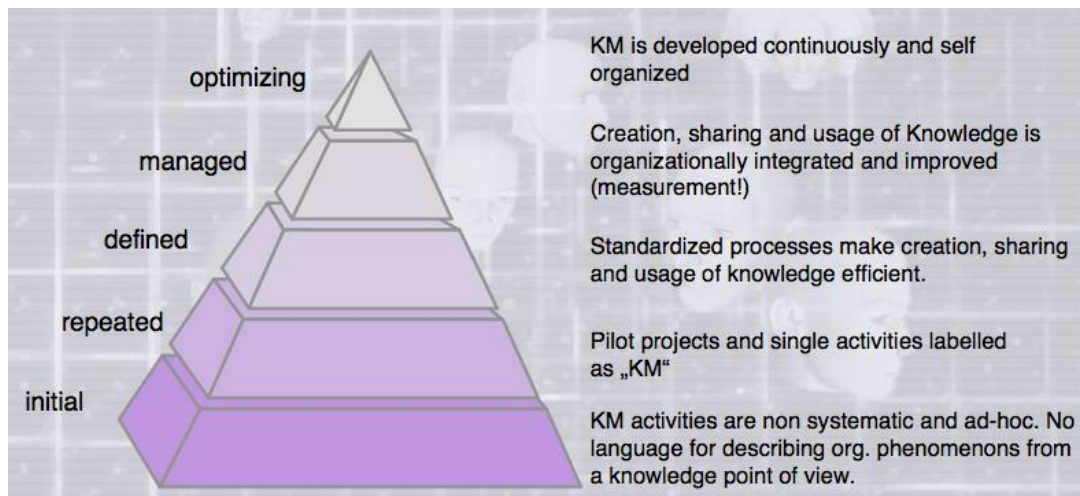 optimizing
KM is developed continuously and self
organized
managed
Creation, sharing and usage of Knowledge is
organizationally integrated and improved
(measurement!)
defined
Standardized processes make creation, sharing
and usage of knowledge efficient.
repeated
Pilot projects and single activities labelled
as „KM“
initial
KM activities are non systematic and ad-hoc. No
language for describing org. phenomenons from
a knowledge point of view.